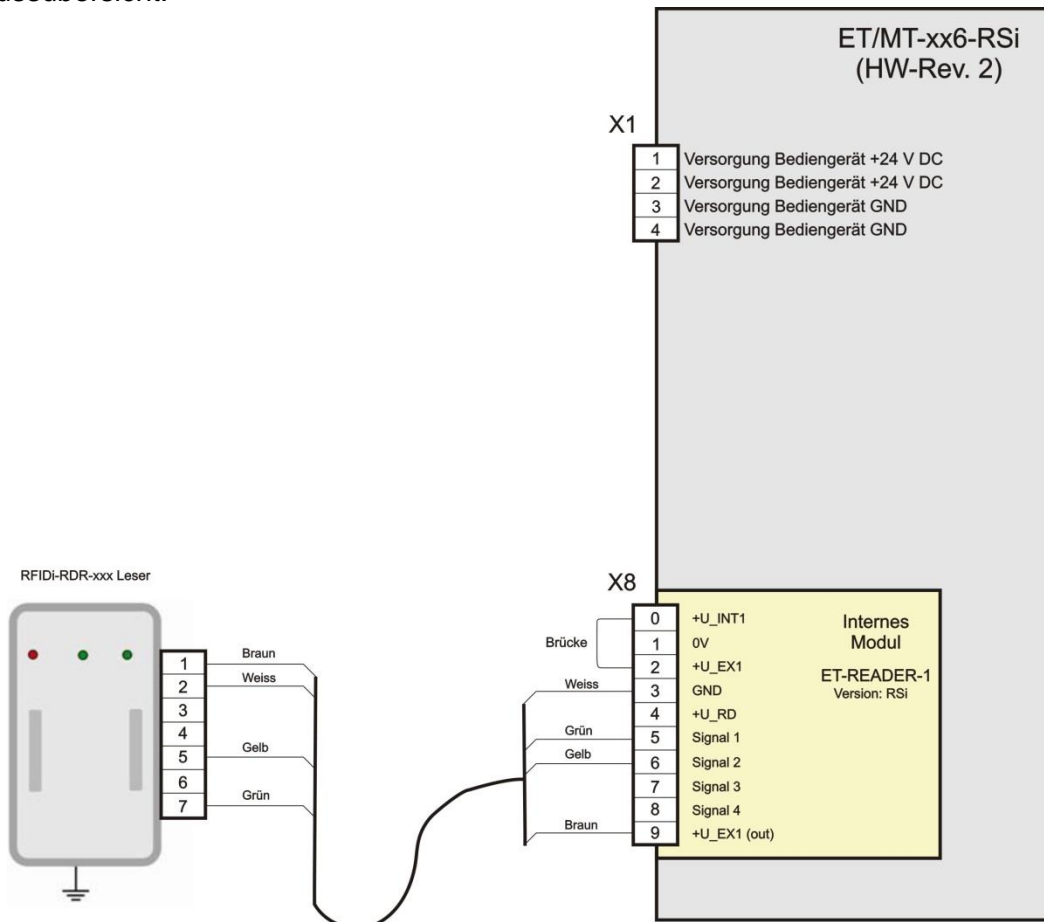 ET/MT-xx6-RSi
(HW-Rev. 2)
X1
1 Versorgung Bediengerät +24 V DC
2 Versorgung Bediengerät +24 V DC
3 Versorgung Bediengerät GND
4 Versorgung Bediengerät GND
RFIDi-RDR-xxx Leser
1 Braun
2 Weiss
3
4
5 Gelb
6
7 Grün
X8
Brücke
0 +U_INT1
1 0V
2 +U_EX1
Weiss 3 GND
4 +U_RD
Grün 5 Signal 1
Gelb 6 Signal 2
7 Signal 3
8 Signal 4
Braun 9 +U_EX1 (out)
Internes
Modul
ET-READER-1
Version: RSi